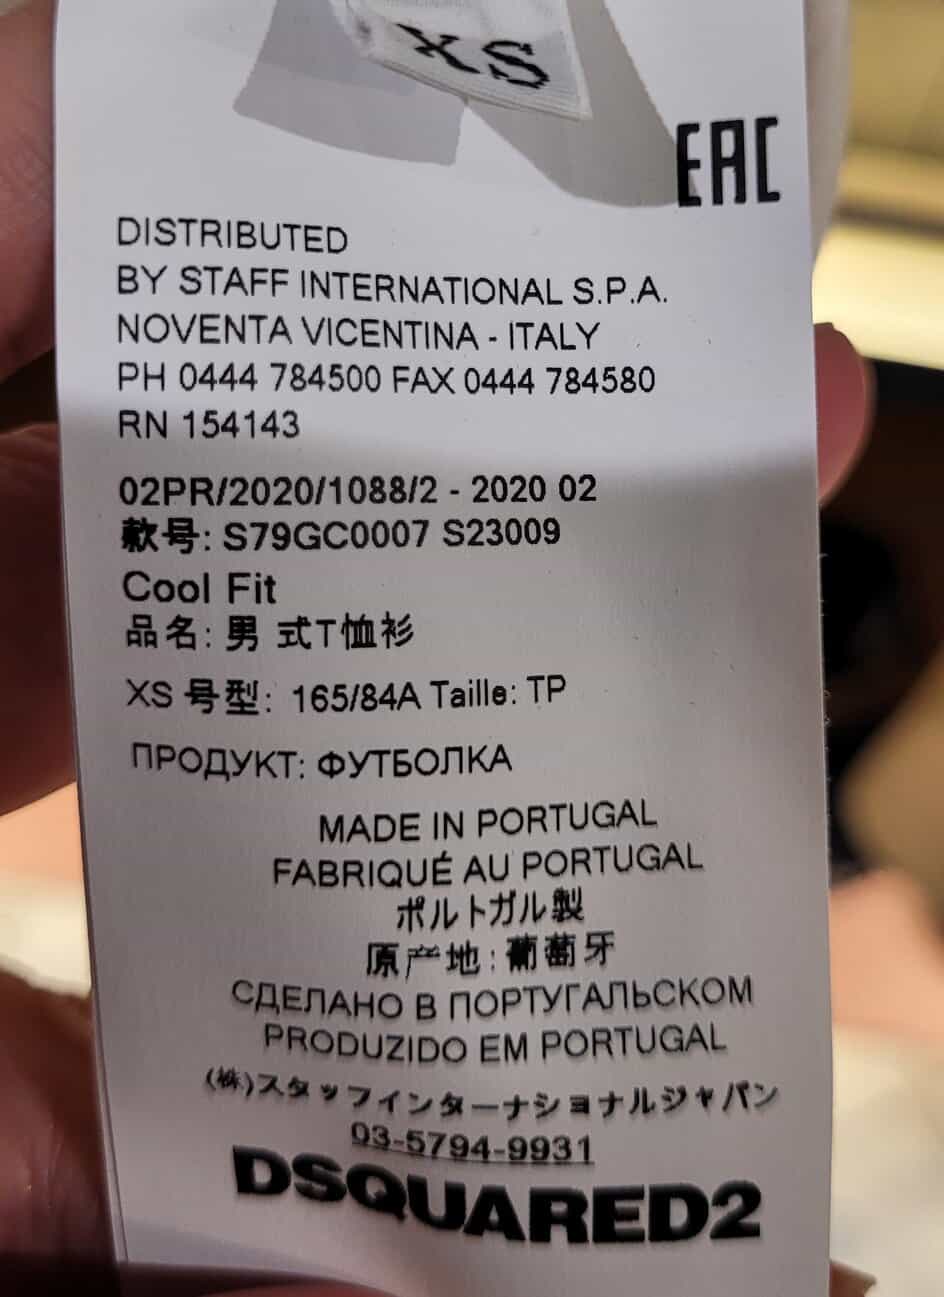 XS
EAC
DISTRIBUTED
BY STAFF INTERNATIONAL S.P.A.
NOVENTA VICENTINA - ITALY
PH 0444 784500 FAX 0444 784580
RN 154143
02PR/2020/1088/2 - 2020 02
款号: S79GC0007 S23009
Cool Fit
品名: 男 式T恤衫
XS 号型: 165/84A Taille: TP
ПРОДУКТ: ФУТБОЛКА
MADE IN PORTUGAL
FABRIQUÉ AU PORTUGAL
ポルトガル製
原产地: 葡萄牙
СДЕЛАНО В ПОРТУГАЛЬСКОМ
PRODUZIDO EM PORTUGAL
(株)スタッフインターナショナルジャパン
03-5794-9931
DSQUARED2